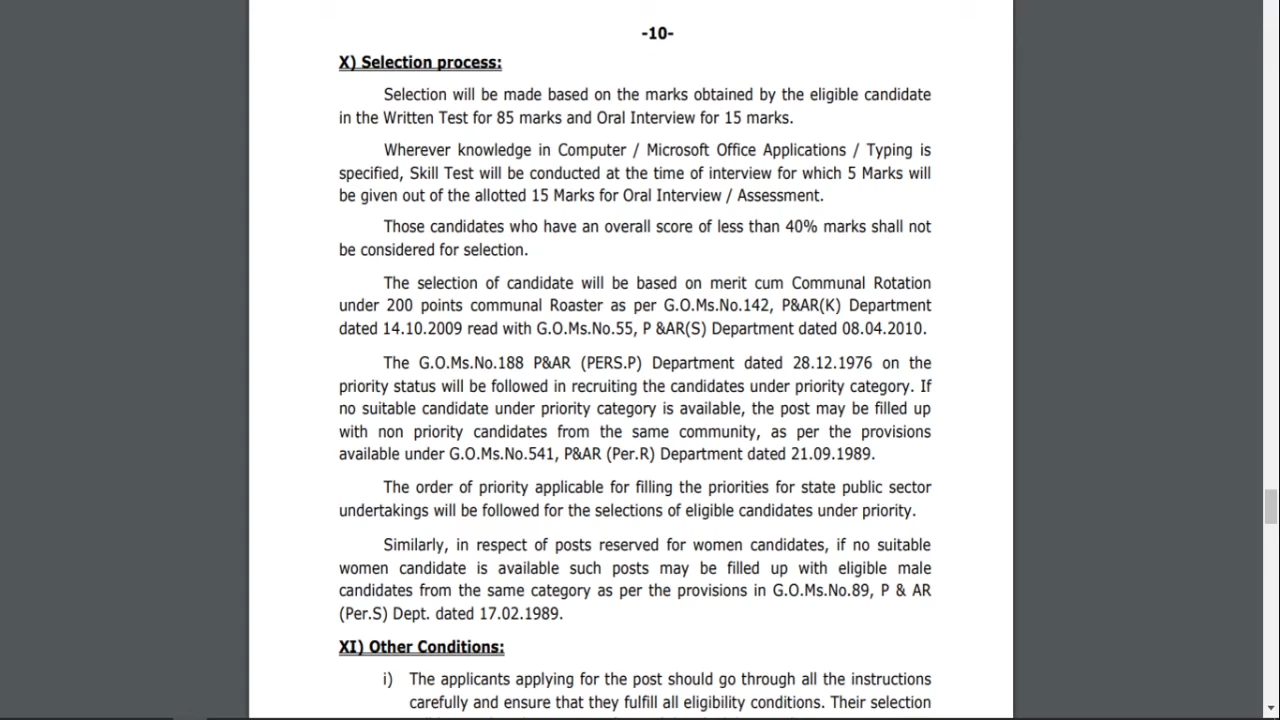 -10-
X) Selection process:
Selection will be made based on the marks obtained by the eligible candidate
in the Written Test for 85 marks and Oral Interview for 15 marks.
Wherever knowledge in Computer / Microsoft Office Applications / Typing is
specified, Skill Test will be conducted at the time of interview for which 5 Marks will
be given out of the allotted 15 Marks for Oral Interview / Assessment.
Those candidates who have an overall score of less than 40% marks shall not
be considered for selection.
The selection of candidate will be based on merit cum Communal Rotation
under 200 points communal Roaster as per G.O.Ms.No.142, P&AR(K) Department
dated 14.10.2009 read with G.O.Ms.No.55, P &AR(S) Department dated 08.04.2010.
The G.O.Ms.No.188 P&AR (PERS.P) Department dated 28.12.1976 on the
priority status will be followed in recruiting the candidates under priority category. If
no suitable candidate under priority category is available, the post may be filled up
with non priority candidates from the same community, as per the provisions
available under G.O.Ms.No.541, P&AR (Per.R) Department dated 21.09.1989.
The order of priority applicable for filling the priorities for state public sector
undertakings will be followed for the selections of eligible candidates under priority.
Similarly, in respect of posts reserved for women candidates, if no suitable
women candidate is available such posts may be filled up with eligible male
candidates from the same category as per the provisions in G.O.Ms.No.89, P & AR
(Per.S) Dept. dated 17.02.1989.
XI) Other Conditions:
i) The applicants applying for the post should go through all the instructions
carefully and ensure that they fulfill all eligibility conditions. Their selection